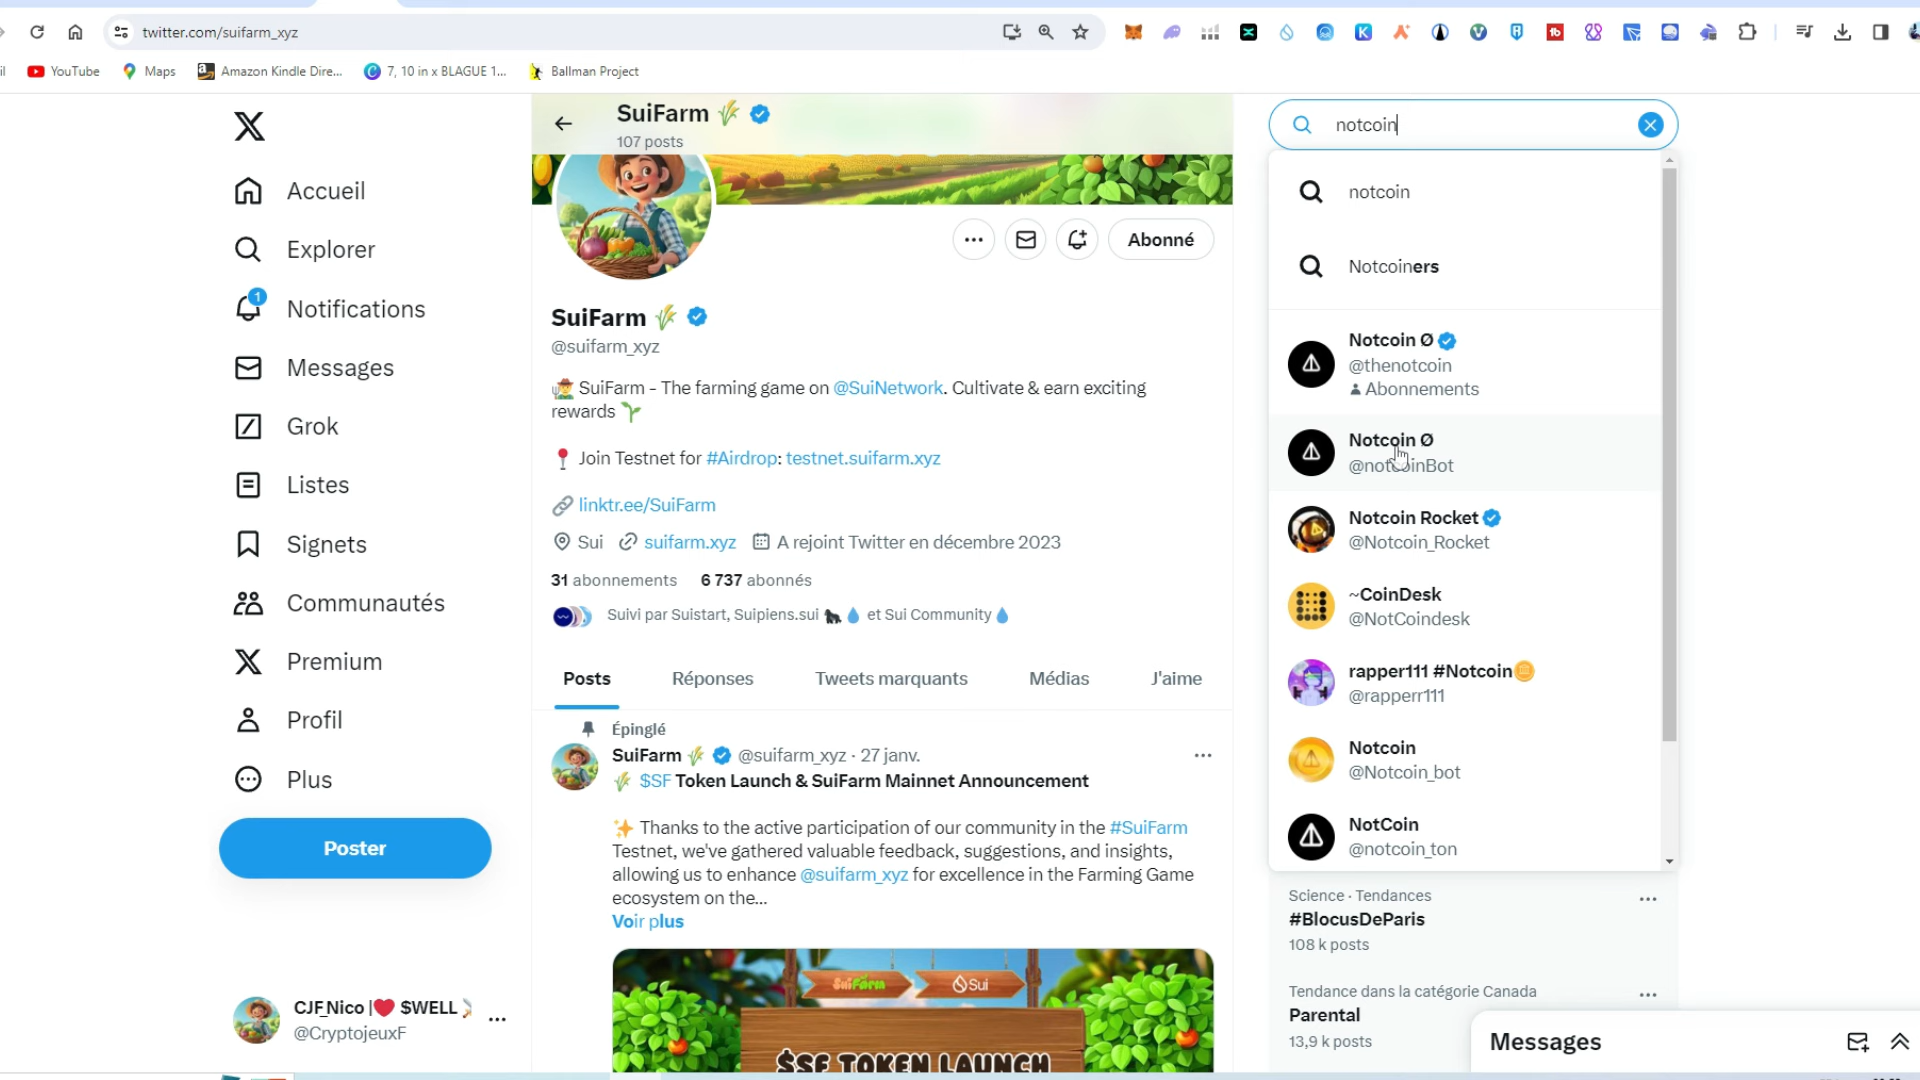 twitter.com/suifarm_xyz
YouTube
Maps
Amazon Kindle Dire...
7, 10 in x BLAGUE 1...
Ballman Project
Accueil
Explorer
1
Notifications
Messages
Grok
Listes
Signets
Communautés
Premium
Profil
Plus
Poster
CJF_Nico |❤️ $WELL
@CryptojeuxF
SuiFarm 🌾
107 posts
Abonné
SuiFarm 🌾
@suifarm_xyz
🧑‍🌾 SuiFarm - The farming game on @SuiNetwork. Cultivate & earn exciting
rewards 🌱
📍 Join Testnet for #Airdrop: testnet.suifarm.xyz
🔗 linktr.ee/SuiFarm
Sui suifarm.xyz A rejoint Twitter en décembre 2023
31 abonnements 6 737 abonnés
Suivi par Suistart, Suipiens.sui 🦍💧 et Sui Community💧
Posts Réponses Tweets marquants Médias J'aime
Épinglé
SuiFarm 🌾 @suifarm_xyz · 27 janv.
🌾 $SF Token Launch & SuiFarm Mainnet Announcement
✨ Thanks to the active participation of our community in the #SuiFarm
Testnet, we've gathered valuable feedback, suggestions, and insights,
allowing us to enhance @suifarm_xyz for excellence in the Farming Game
ecosystem on the...
Voir plus
SuiFarm
Sui
$SF TOKEN LAUNCH
notcoin
notcoin
Notcoiners
Notcoin Ø
@thenotcoin
Abonnements
Notcoin Ø
@notcoinBot
Notcoin Rocket
@Notcoin_Rocket
~CoinDesk
@NotCoindesk
rapper111 #Notcoin🪙
@rapperr111
Notcoin
@Notcoin_bot
NotCoin
@notcoin_ton
Science · Tendances
#BlocusDeParis
108 k posts
Tendance dans la catégorie Canada
Parental
13,9 k posts
Messages